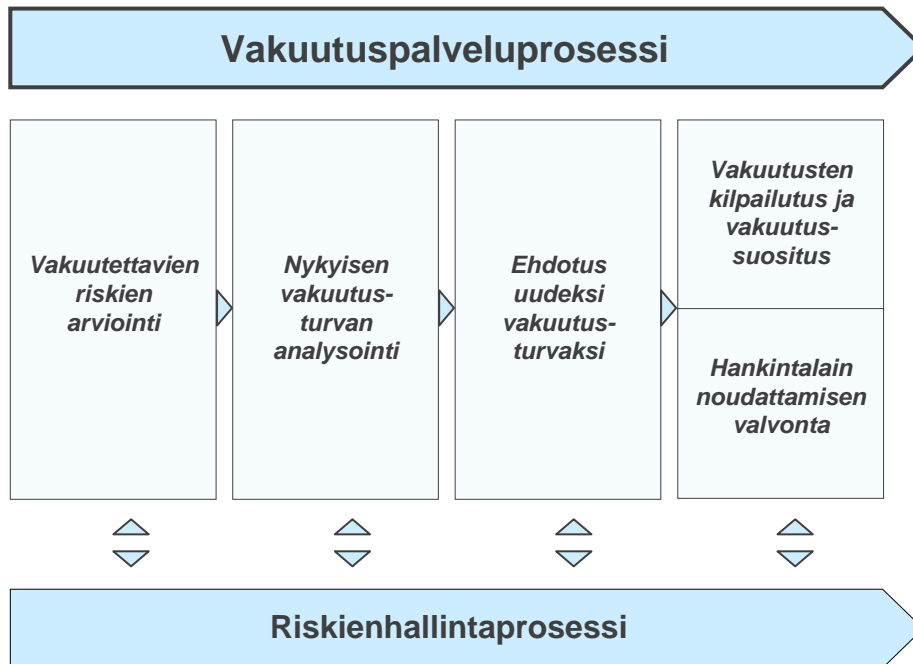 Vakuutuspalveluprosessi
Vakuutettavien
riskien
arviointi
Nykyisen
vakuutus-
turvan
analysointi
Ehdotus
uudeksi
vakuutus-
turvaksi
Vakuutusten
kilpailutus ja
vakuutus-
suositus
Hankintalain
noudattamisen
valvonta
Riskienhallintaprosessi